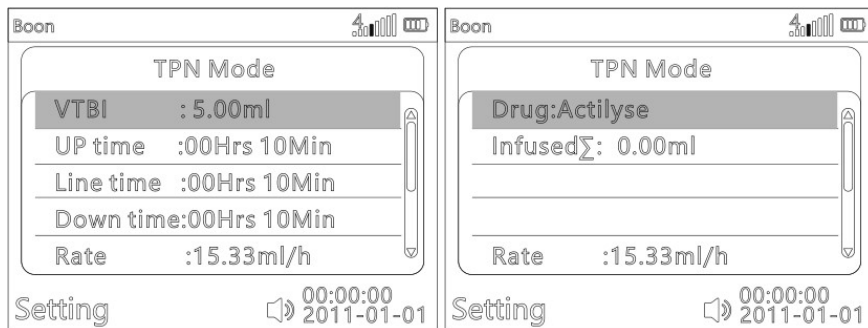 Boon
4
TPN Mode
VTBI : 5.00ml
UP time :00Hrs 10Min
Line time :00Hrs 10Min
Down time:00Hrs 10Min
Rate :15.33ml/h
Setting
00:00:00
2011-01-01
Boon
4
TPN Mode
Drug:Actilyse
Infused∑: 0.00ml
Rate :15.33ml/h
Setting
00:00:00
2011-01-01